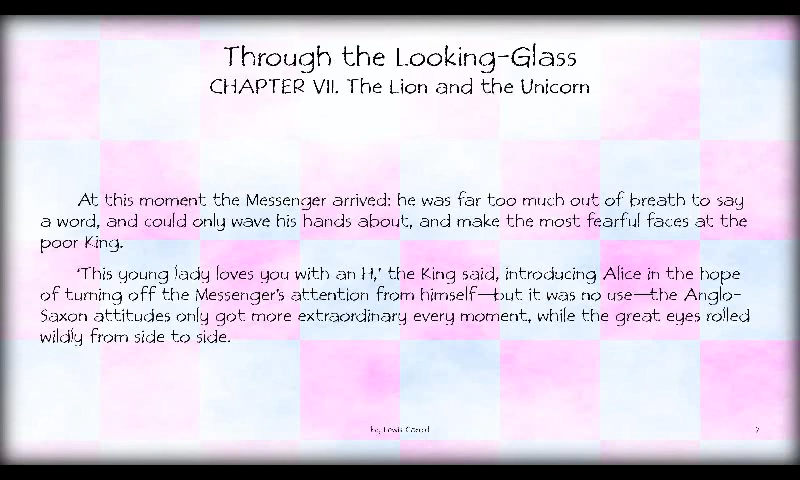 Through the Looking-Glass
CHAPTER VII. The Lion and the Unicorn
At this moment the Messenger arrived: he was far too much out of breath to say
a word, and could only wave his hands about, and make the most fearful faces at the
poor King.
'This young lady loves you with an H,' the King said, introducing Alice in the hope
of turning off the Messenger's attention from himself—but it was no use—the Anglo-
Saxon attitudes only got more extraordinary every moment, while the great eyes rolled
wildly from side to side.
by Lewis Carroll